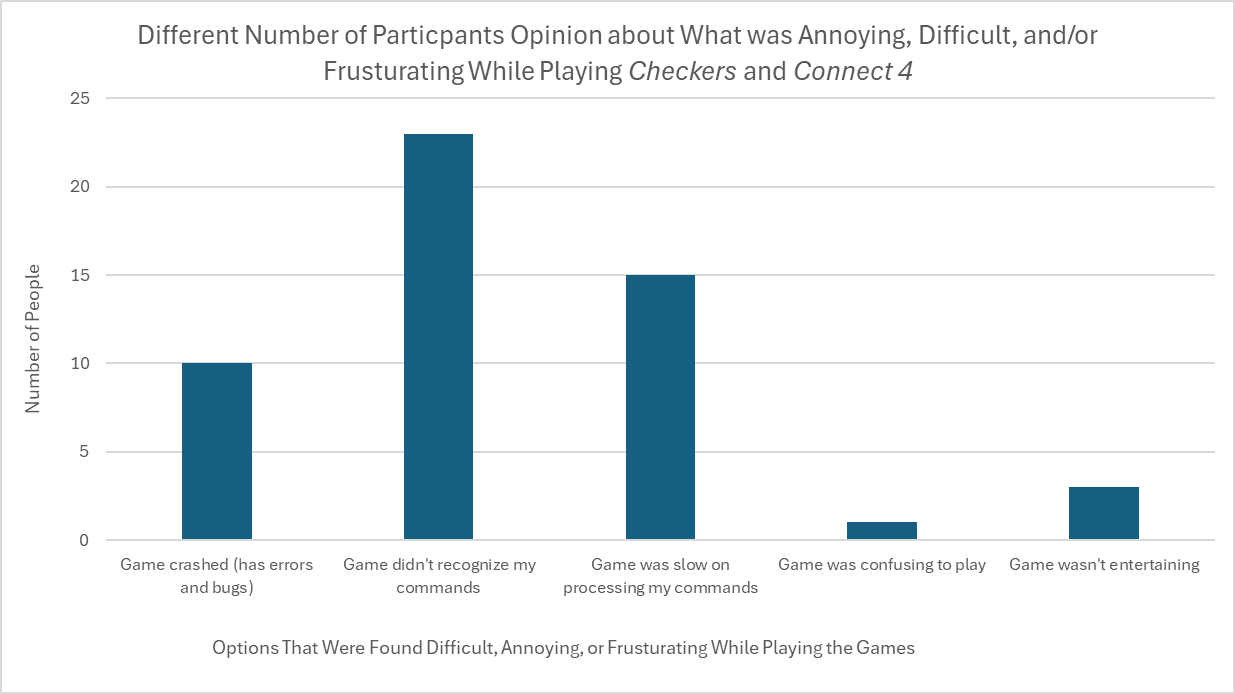 Different Number of Particpants Opinion about What was Annoying, Difficult, and/or
Frusturating While Playing Checkers and Connect 4
25
20
15
10
5
0
Number of People
Game crashed (has errors
and bugs)
Game didn't recognize my
commands
Game was slow on
processing my commands
Game was confusing to play
Game wasn't entertaining
Options That Were Found Difficult, Annoying, or Frusturating While Playing the Games